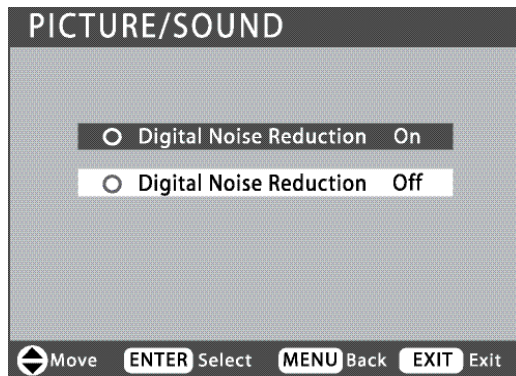 PICTURE/SOUND
Digital Noise Reduction On
Digital Noise Reduction Off
Move ENTER Select MENU Back EXIT Exit